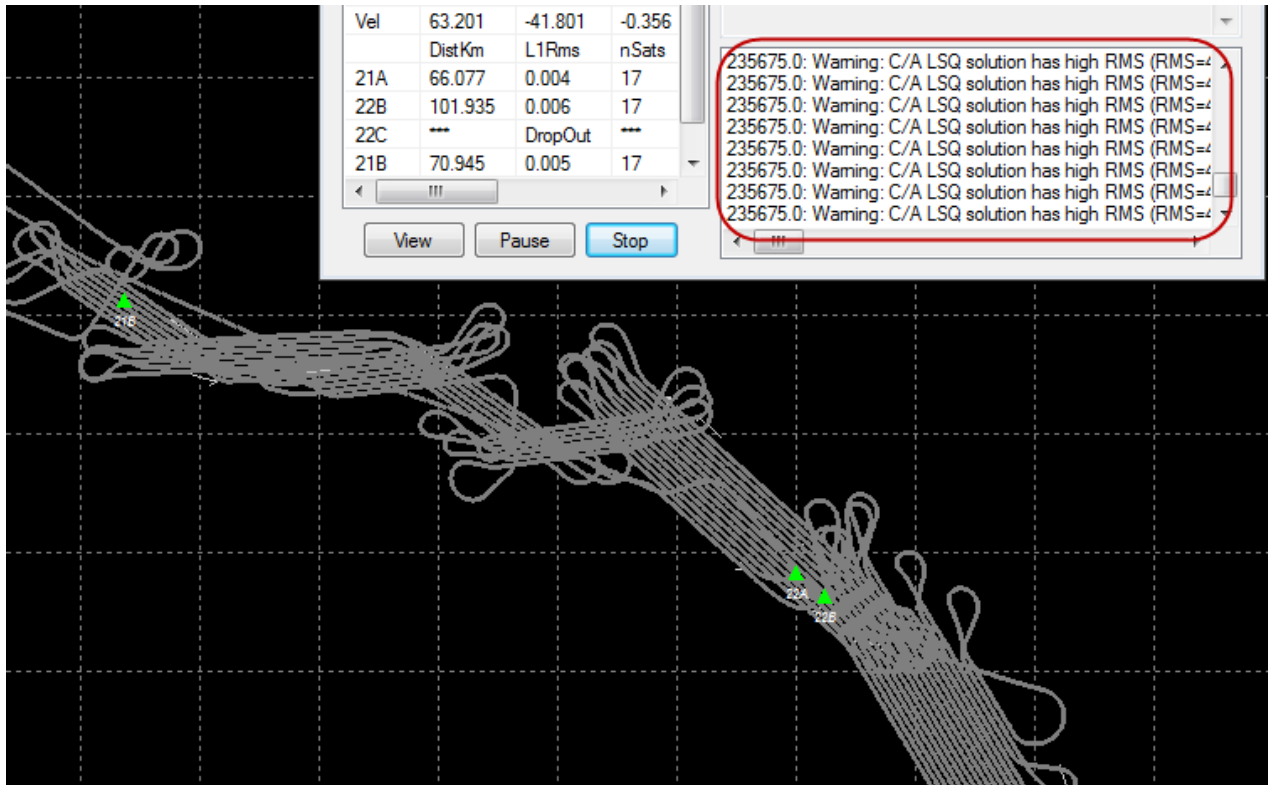 Vel 63.201 -41.801 -0.356
DistKm L1Rms nSats
21A 66.077 0.004 17
22B 101.935 0.006 17
22C *** DropOut ***
21B 70.945 0.005 17
View Pause Stop
235675.0: Warning: C/A LSQ solution has high RMS (RMS=4
235675.0: Warning: C/A LSQ solution has high RMS (RMS=4
235675.0: Warning: C/A LSQ solution has high RMS (RMS=4
235675.0: Warning: C/A LSQ solution has high RMS (RMS=4
235675.0: Warning: C/A LSQ solution has high RMS (RMS=4
235675.0: Warning: C/A LSQ solution has high RMS (RMS=4
235675.0: Warning: C/A LSQ solution has high RMS (RMS=4
235675.0: Warning: C/A LSQ solution has high RMS (RMS=4
21B
22A
22B